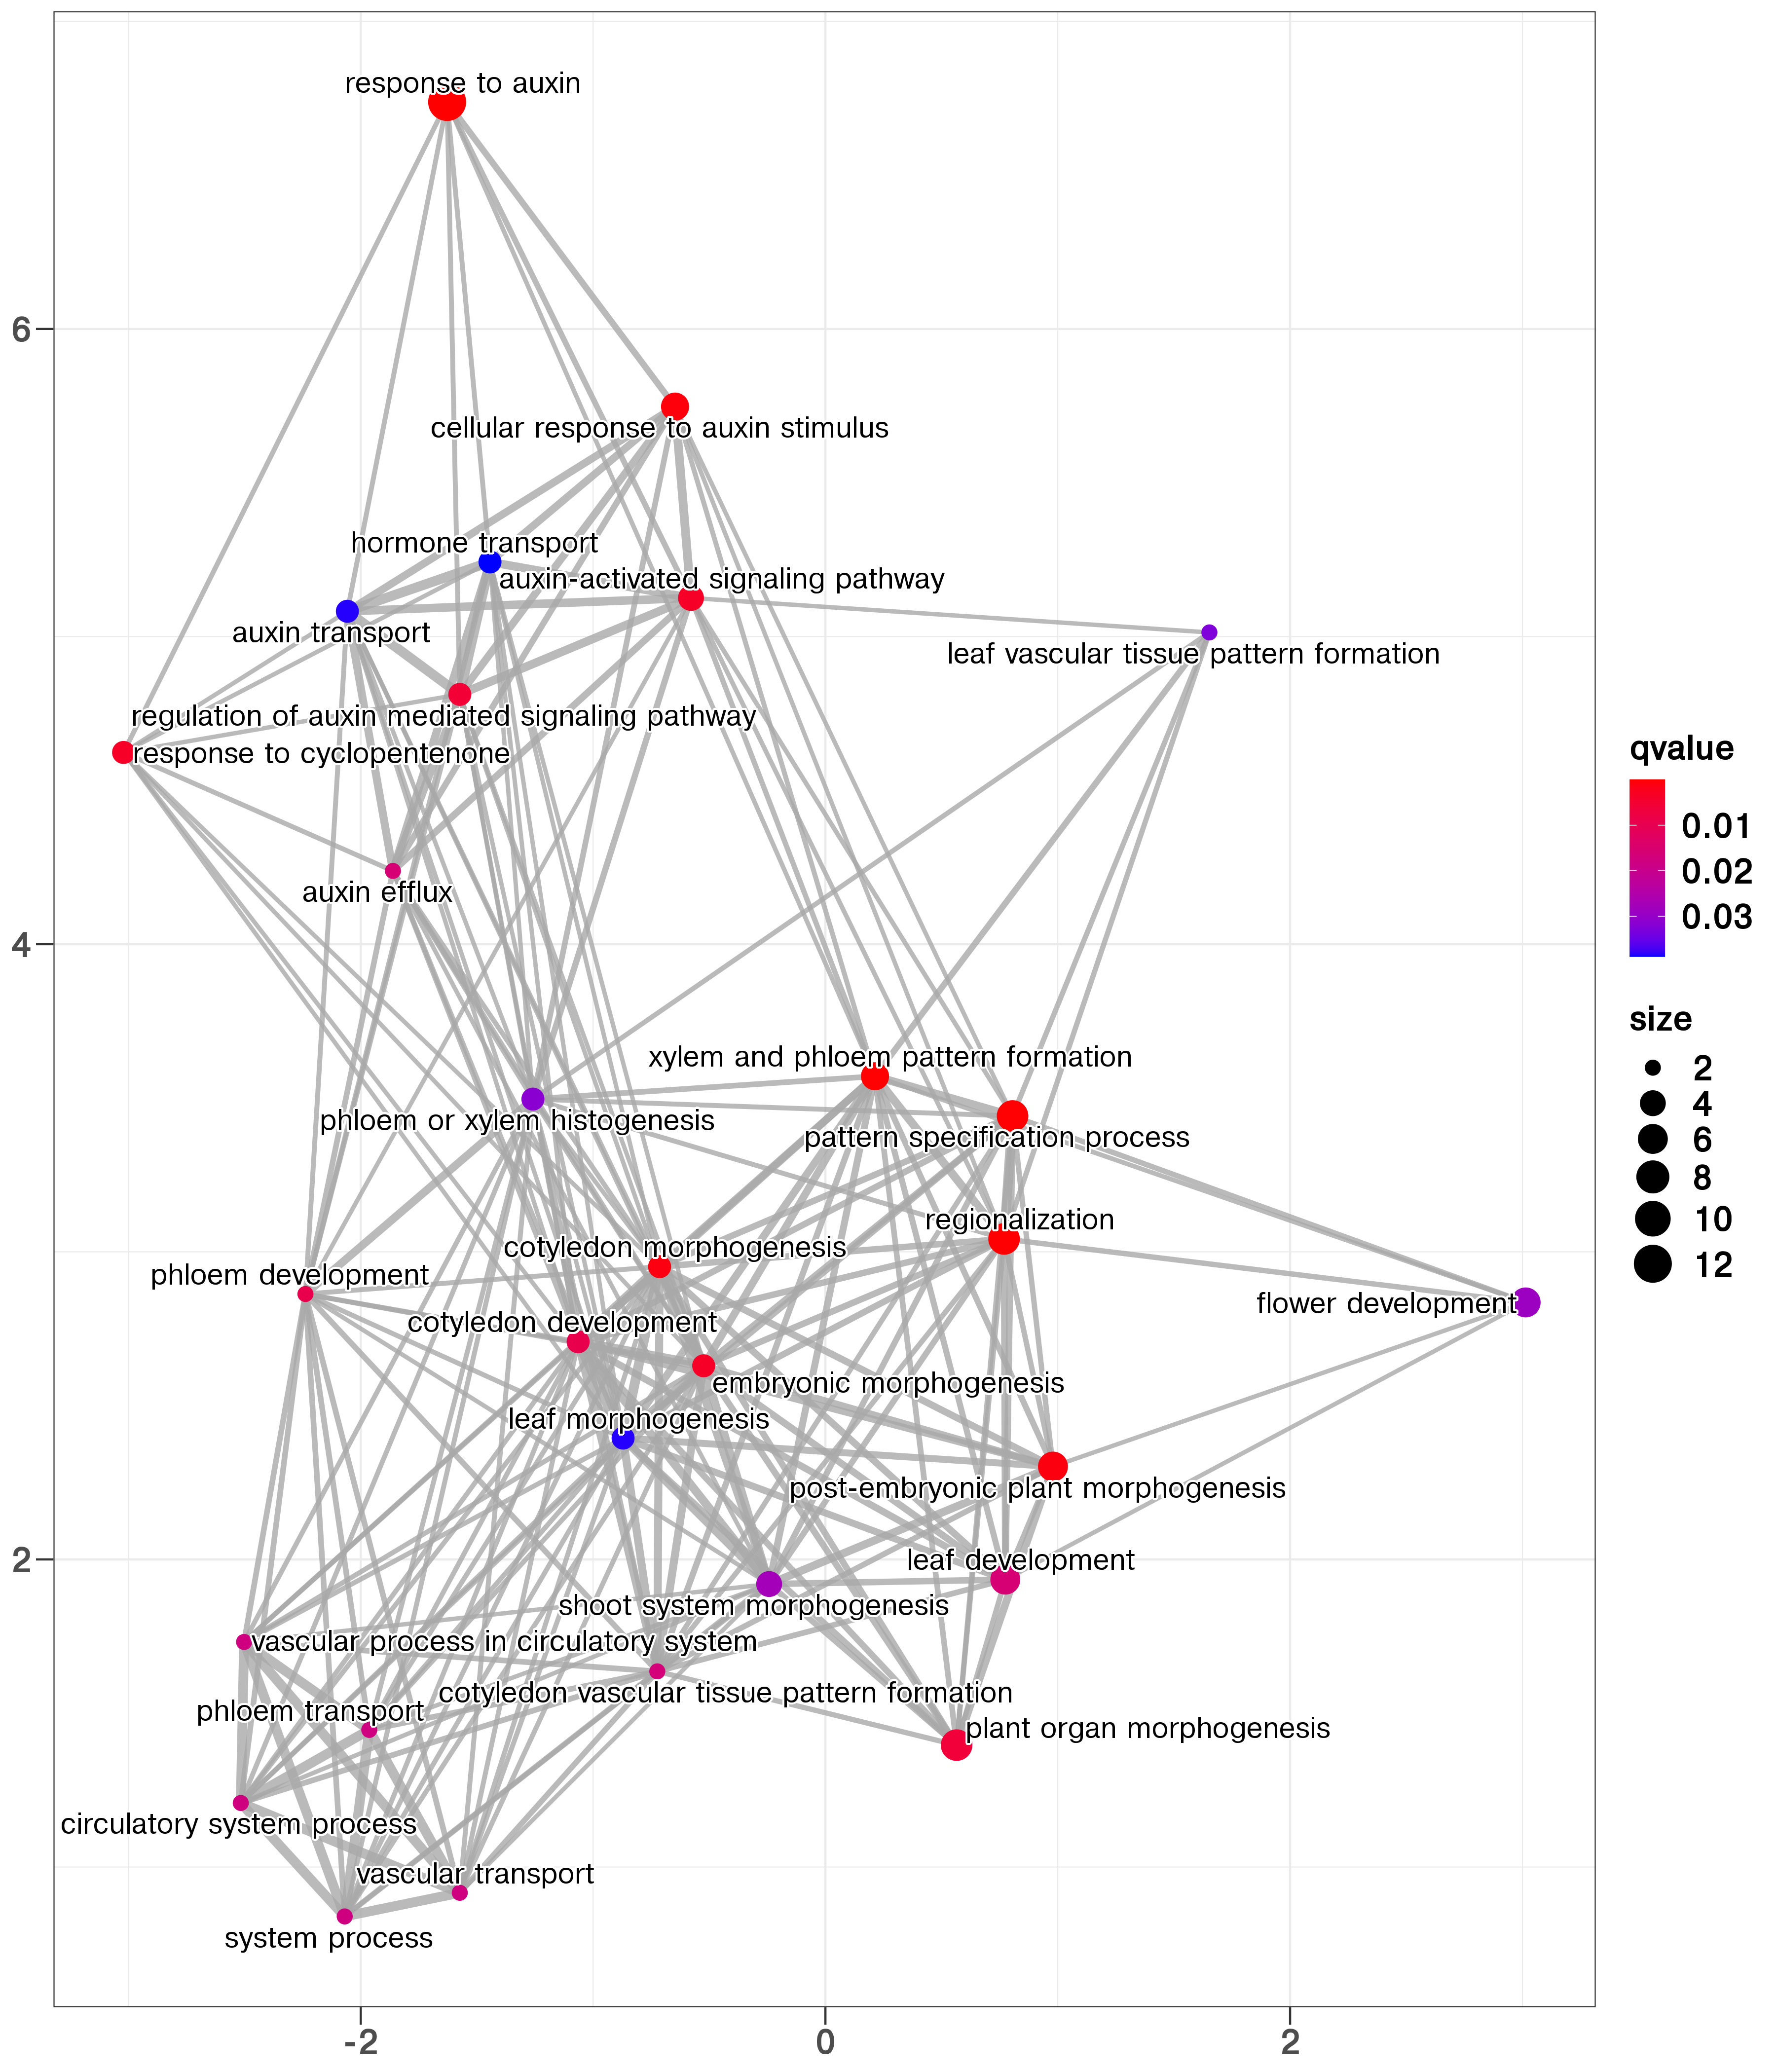 response to auxin
6
cellular response to auxin stimulus
hormone transport
auxin-activated signaling pathway
auxin transport
leaf vascular tissue pattern formation
regulation of auxin mediated signaling pathway
response to cyclopentenone
qvalue
0.01
0.02
0.03
auxin efflux
4
size
2
4
6
8
10
12
xylem and phloem pattern formation
phloem or xylem histogenesis
pattern specification process
regionalization
cotyledon morphogenesis
phloem development
flower development
cotyledon development
embryonic morphogenesis
leaf morphogenesis
post-embryonic plant morphogenesis
2
leaf development
shoot system morphogenesis
vascular process in circulatory system
cotyledon vascular tissue pattern formation
phloem transport
plant organ morphogenesis
circulatory system process
vascular transport
system process
-2
0
2